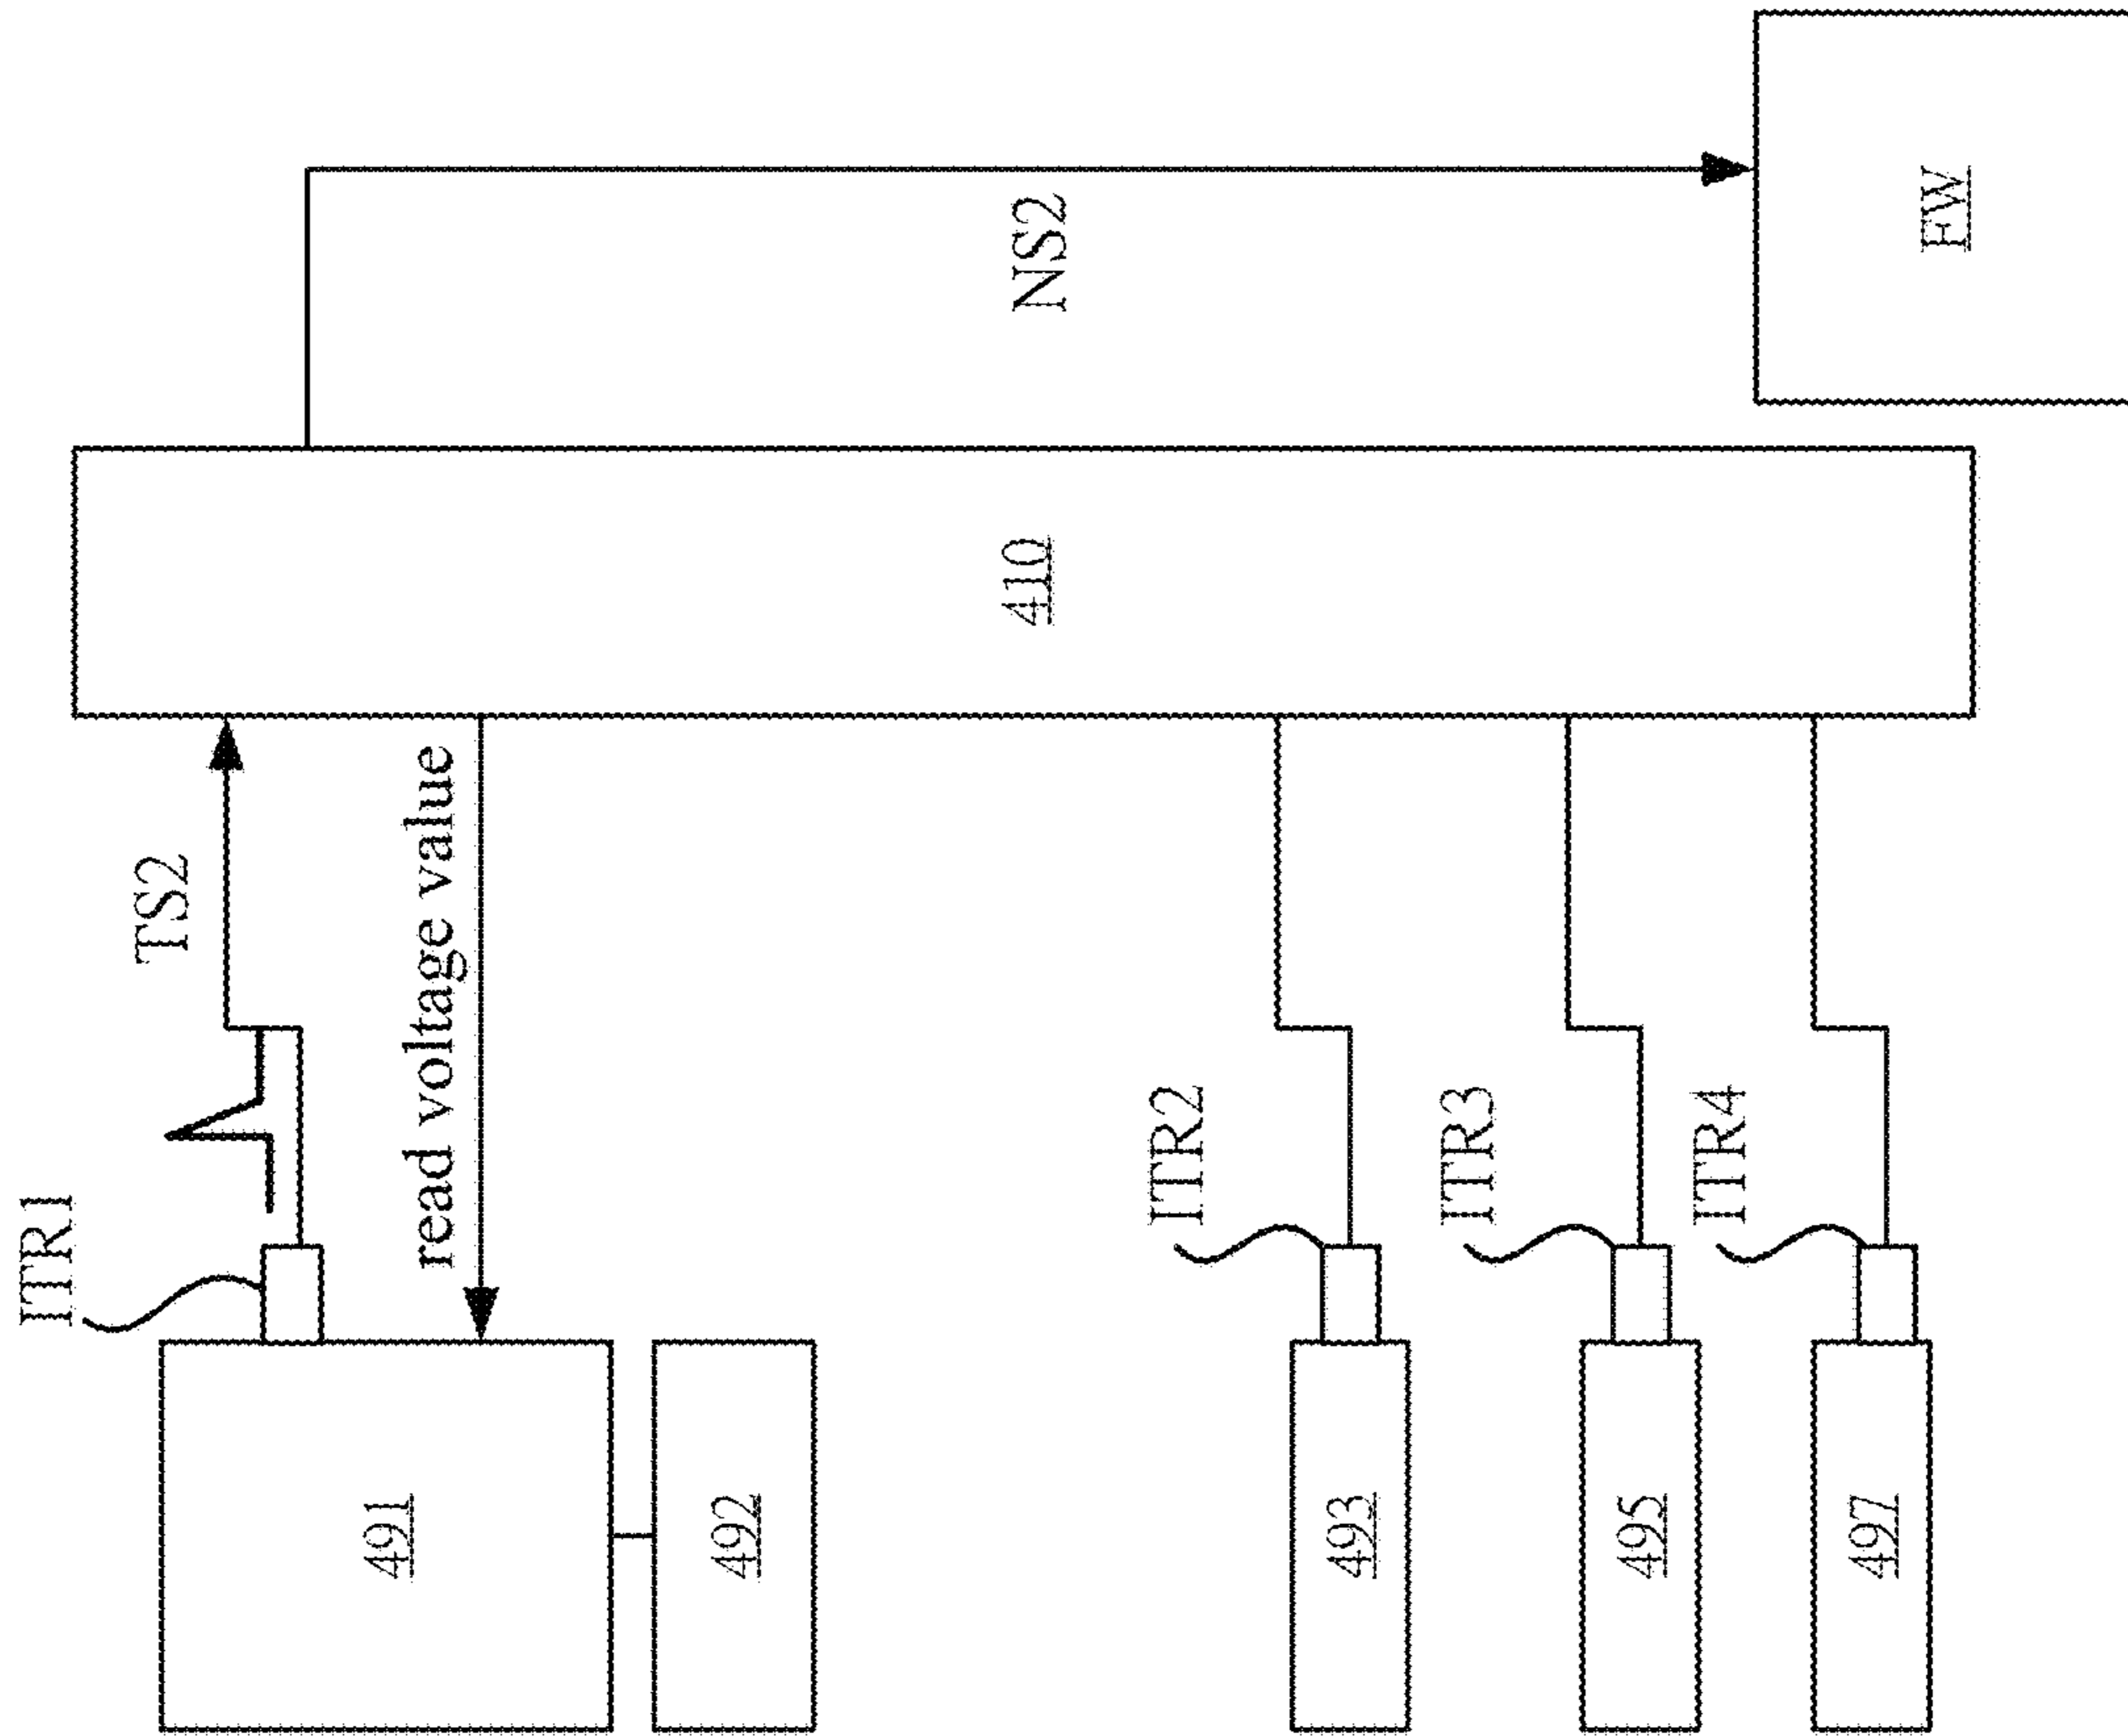 ITR1
TS2
read voltage value
491
492
410
NS2
ITR2
493
ITR3
495
ITR4
497
FW